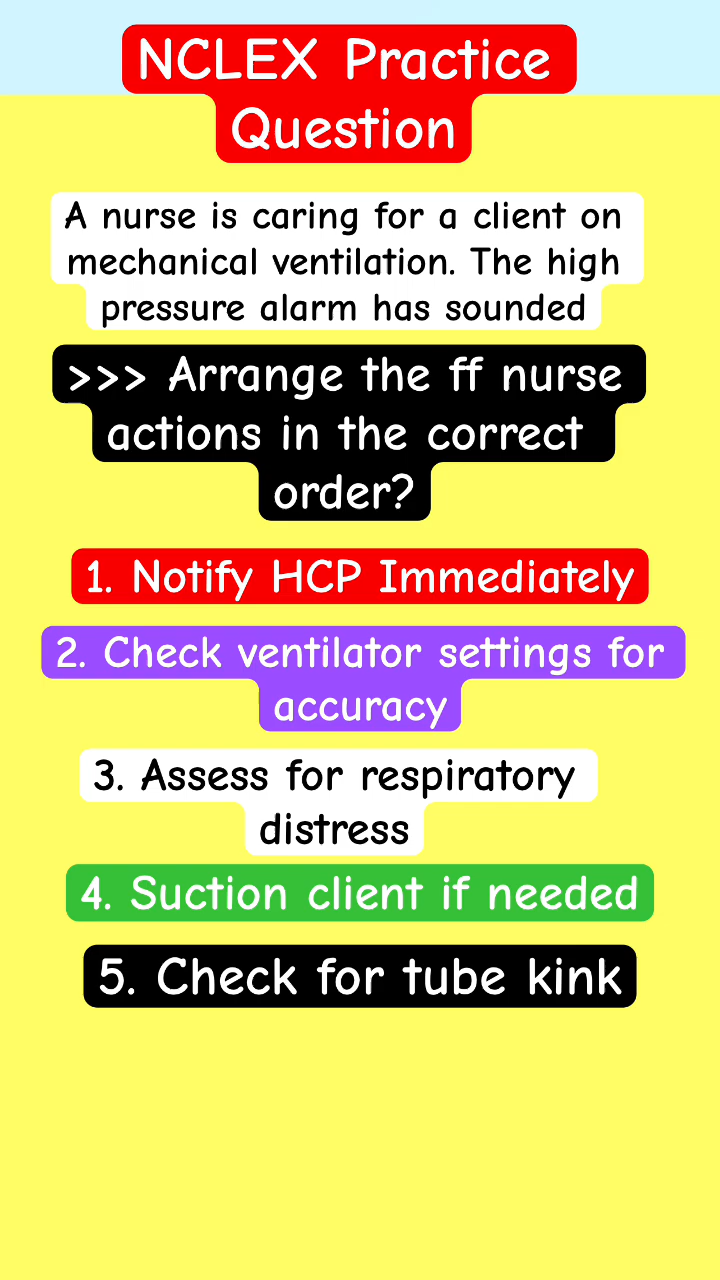 NCLEX Practice
Question
A nurse is caring for a client on
mechanical ventilation. The high
pressure alarm has sounded
>>> Arrange the ff nurse
actions in the correct
order?
1. Notify HCP Immediately
2. Check ventilator settings for
accuracy
3. Assess for respiratory
distress
4. Suction client if needed
5. Check for tube kink